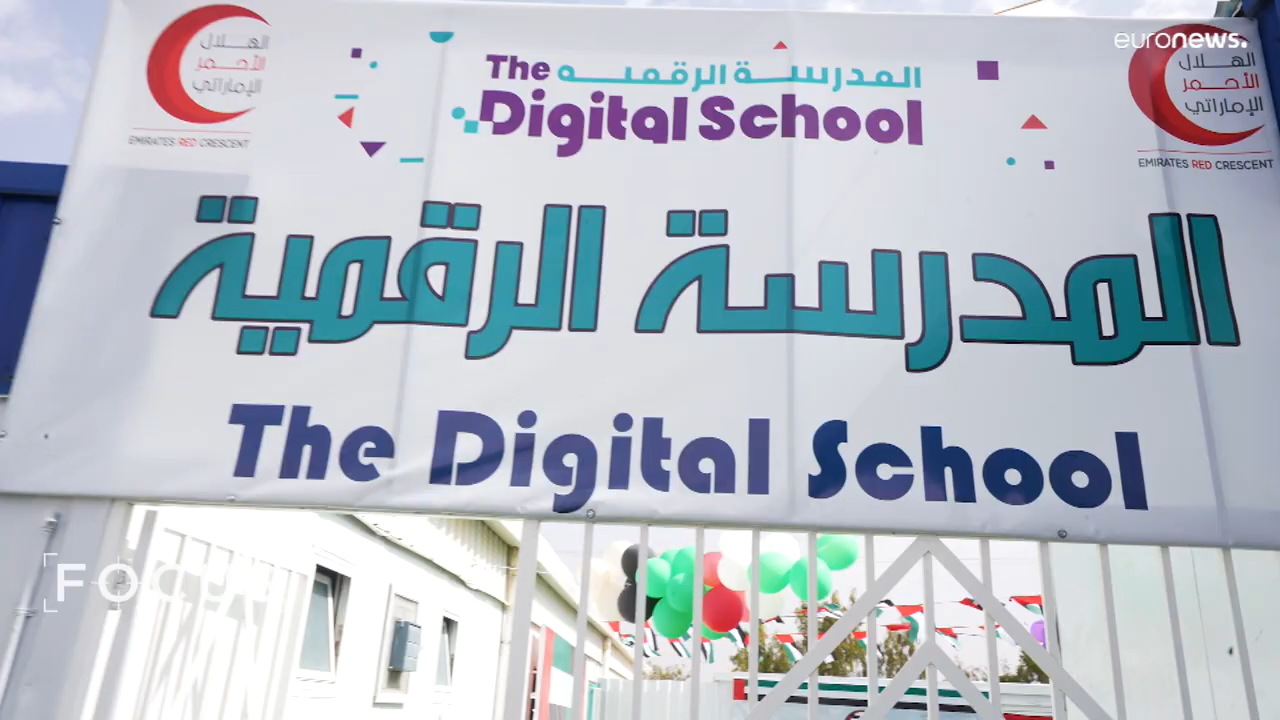 euronews.
الهلال
الأحمر
الإماراتي
EMIRATES RED CRESCENT
The المدرسة الرقمية
Digital School
الهلال
الأحمر
الإماراتي
EMIRATES RED CRESCENT
المدرسة الرقمية
The Digital School
FOCUS